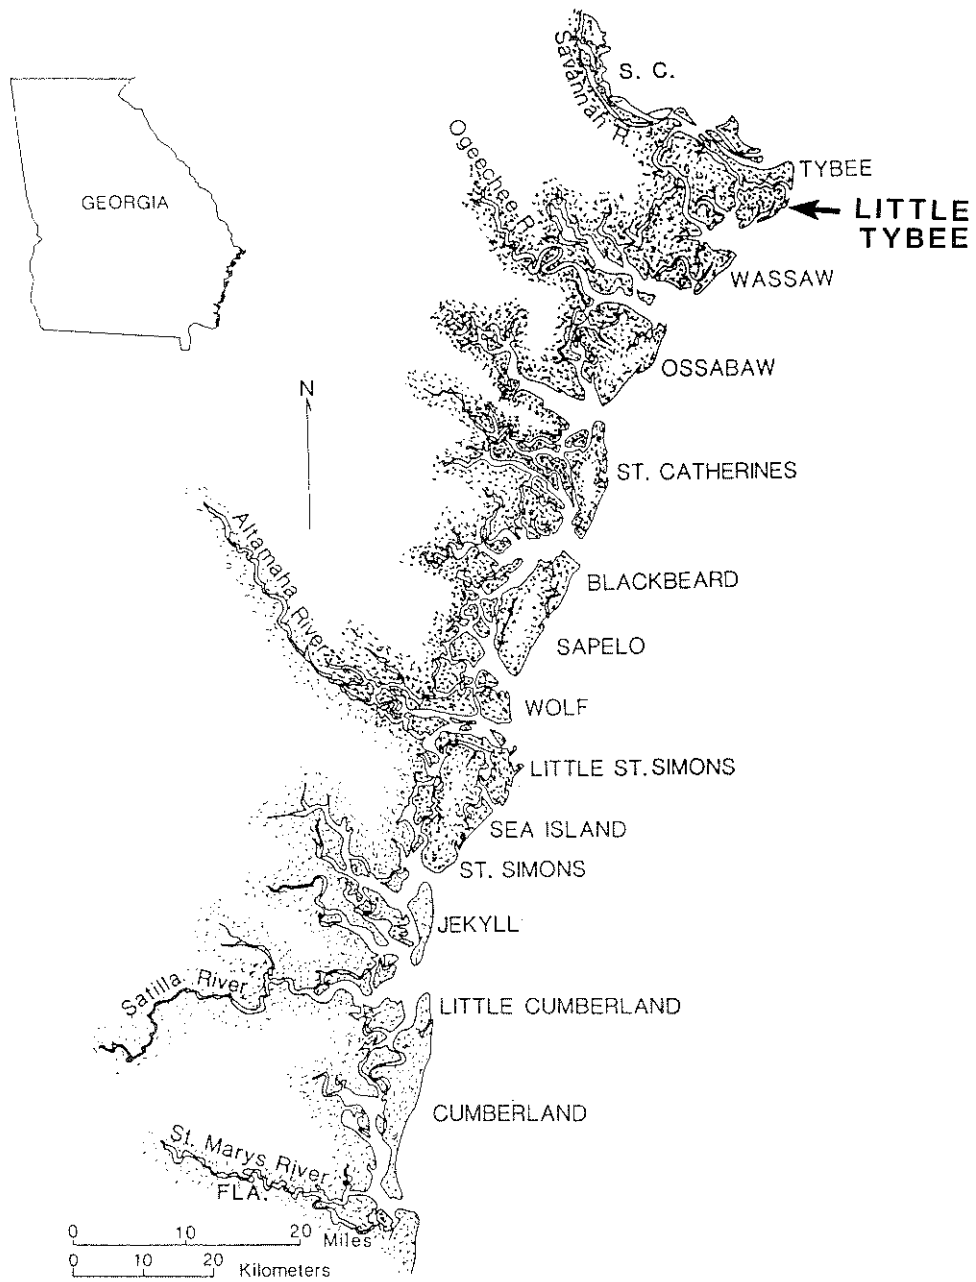 S. C.
Savannah R.
Ogeechee R.
TYBEE
LITTLE
TYBEE
GEORGIA
WASSAW
OSSABAW
N
ST. CATHERINES
Altamaha River
BLACKBEARD
SAPELO
WOLF
LITTLE ST. SIMONS
SEA ISLAND
ST. SIMONS
JEKYLL
Satilla River
LITTLE CUMBERLAND
CUMBERLAND
St. Marys River
FLA.
0 10 20
Miles
0 10 20
Kilometers